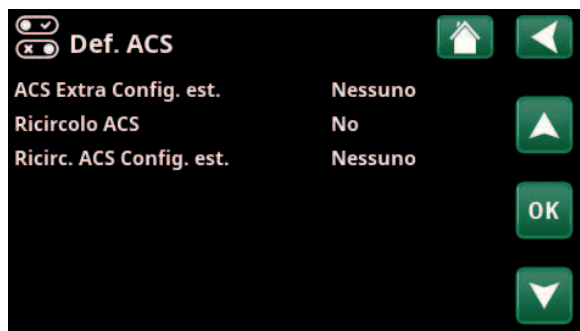 Def. ACS
ACS Extra Config. est. Nessuno
Ricircolo ACS No
Ricirc. ACS Config. est. Nessuno
OK